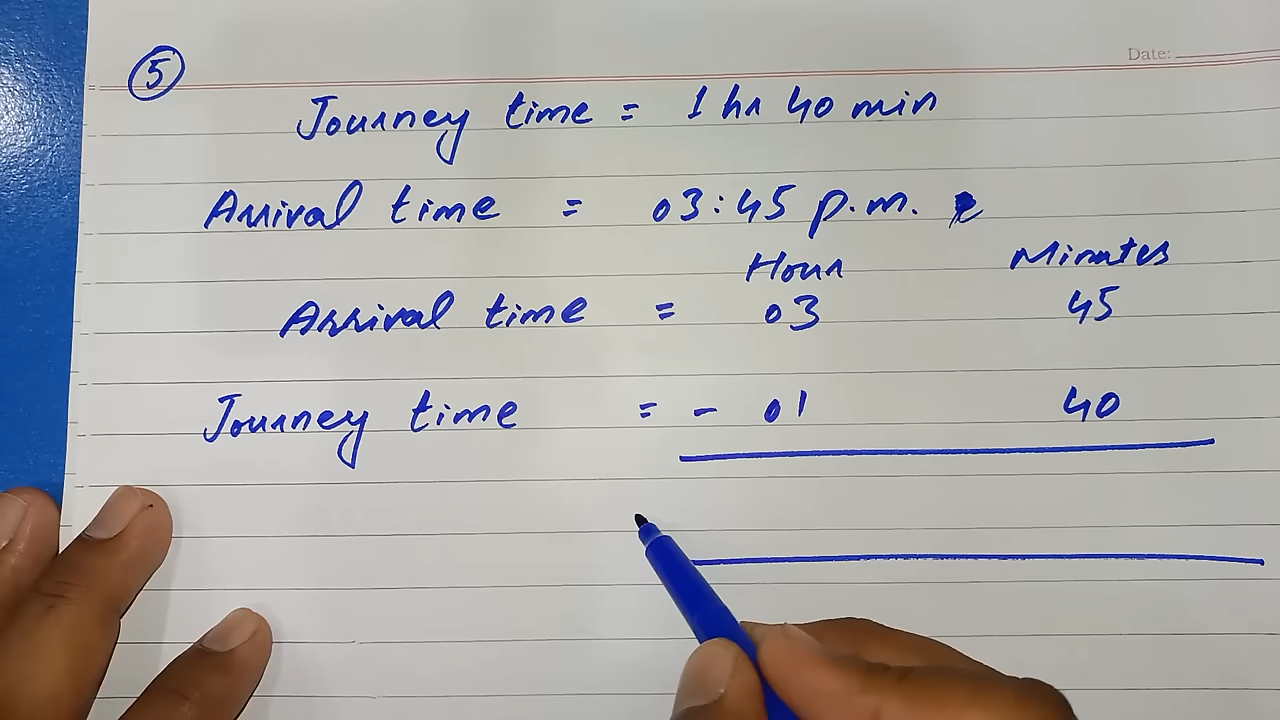 Date:
5
Journey time = 1 hr 40 min
Arrival time = 03:45 p.m.
Hour Minutes
Arrival time = 03 45
Journey time = - 01 40